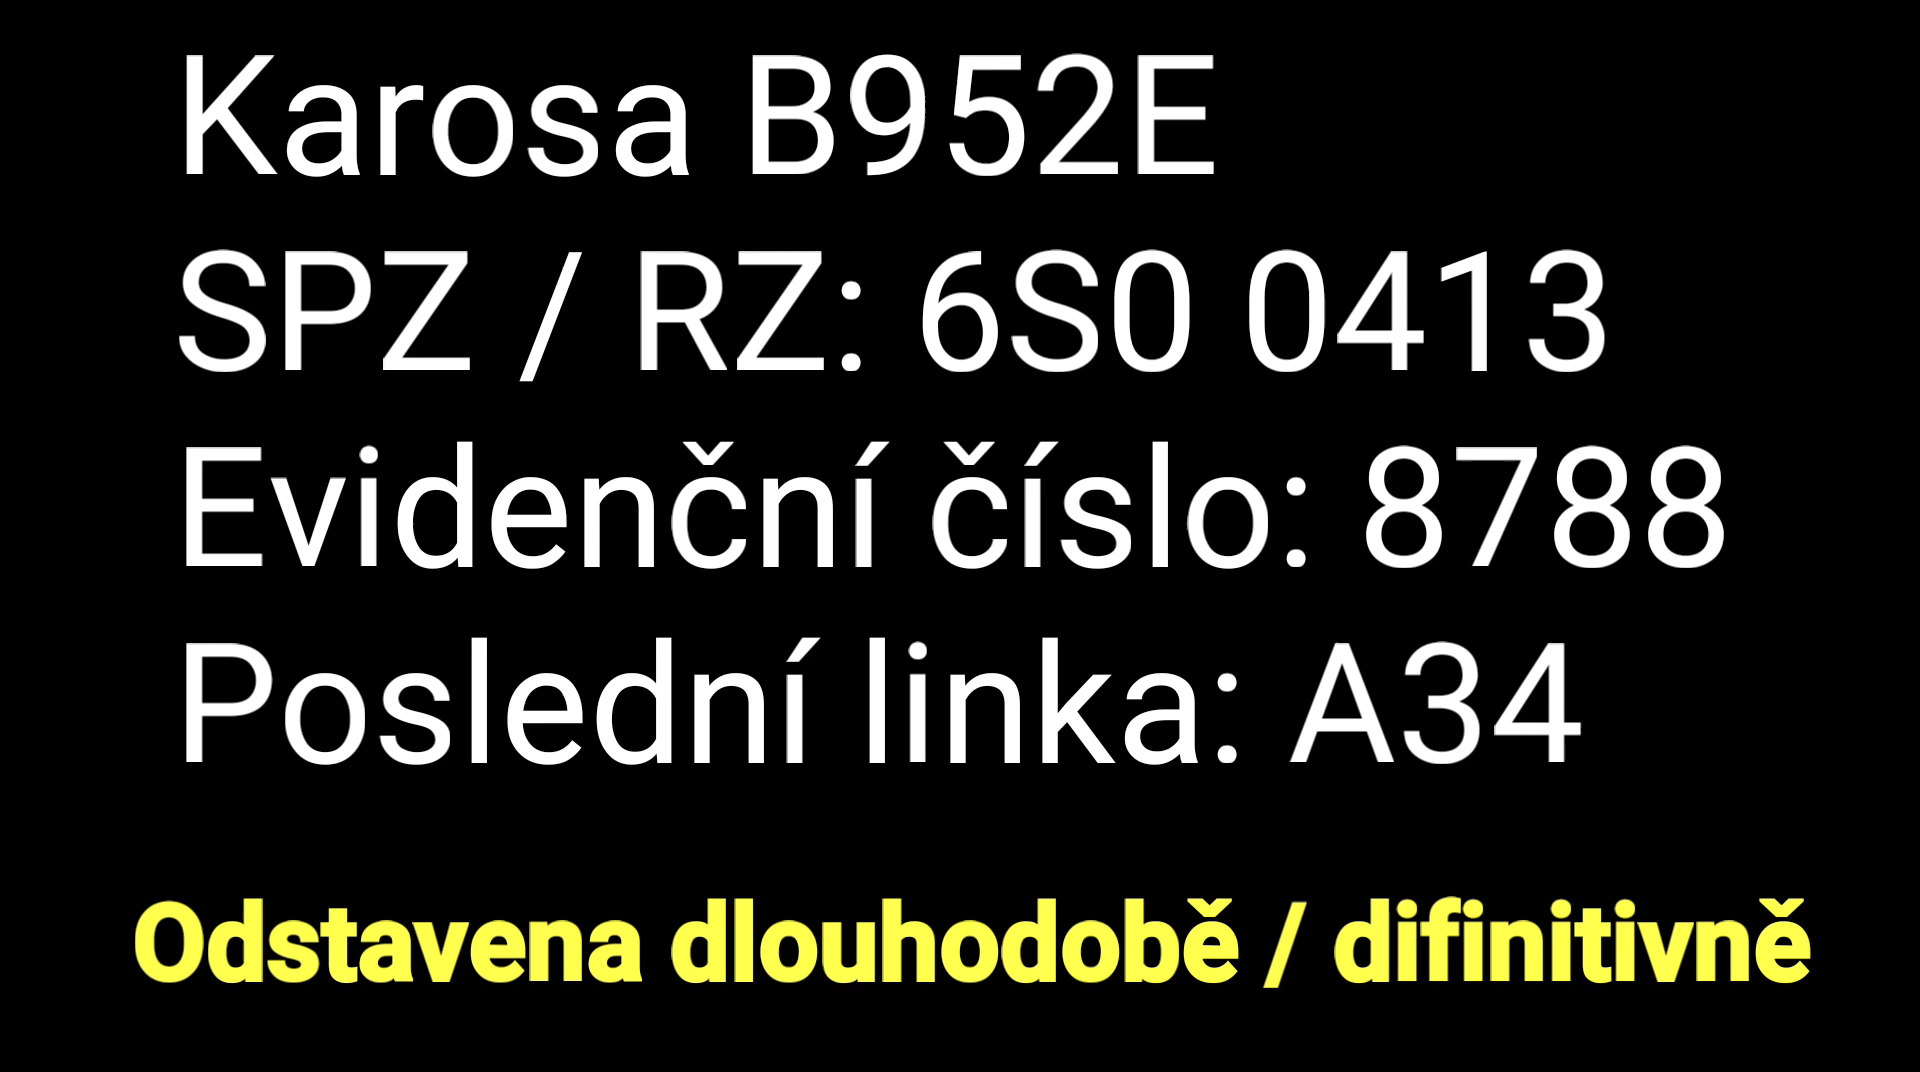 Karosa B952E
SPZ / RZ: 6S0 0413
Evidenční číslo: 8788
Poslední linka: A34
Odstavena dlouhodobě / difinitivně